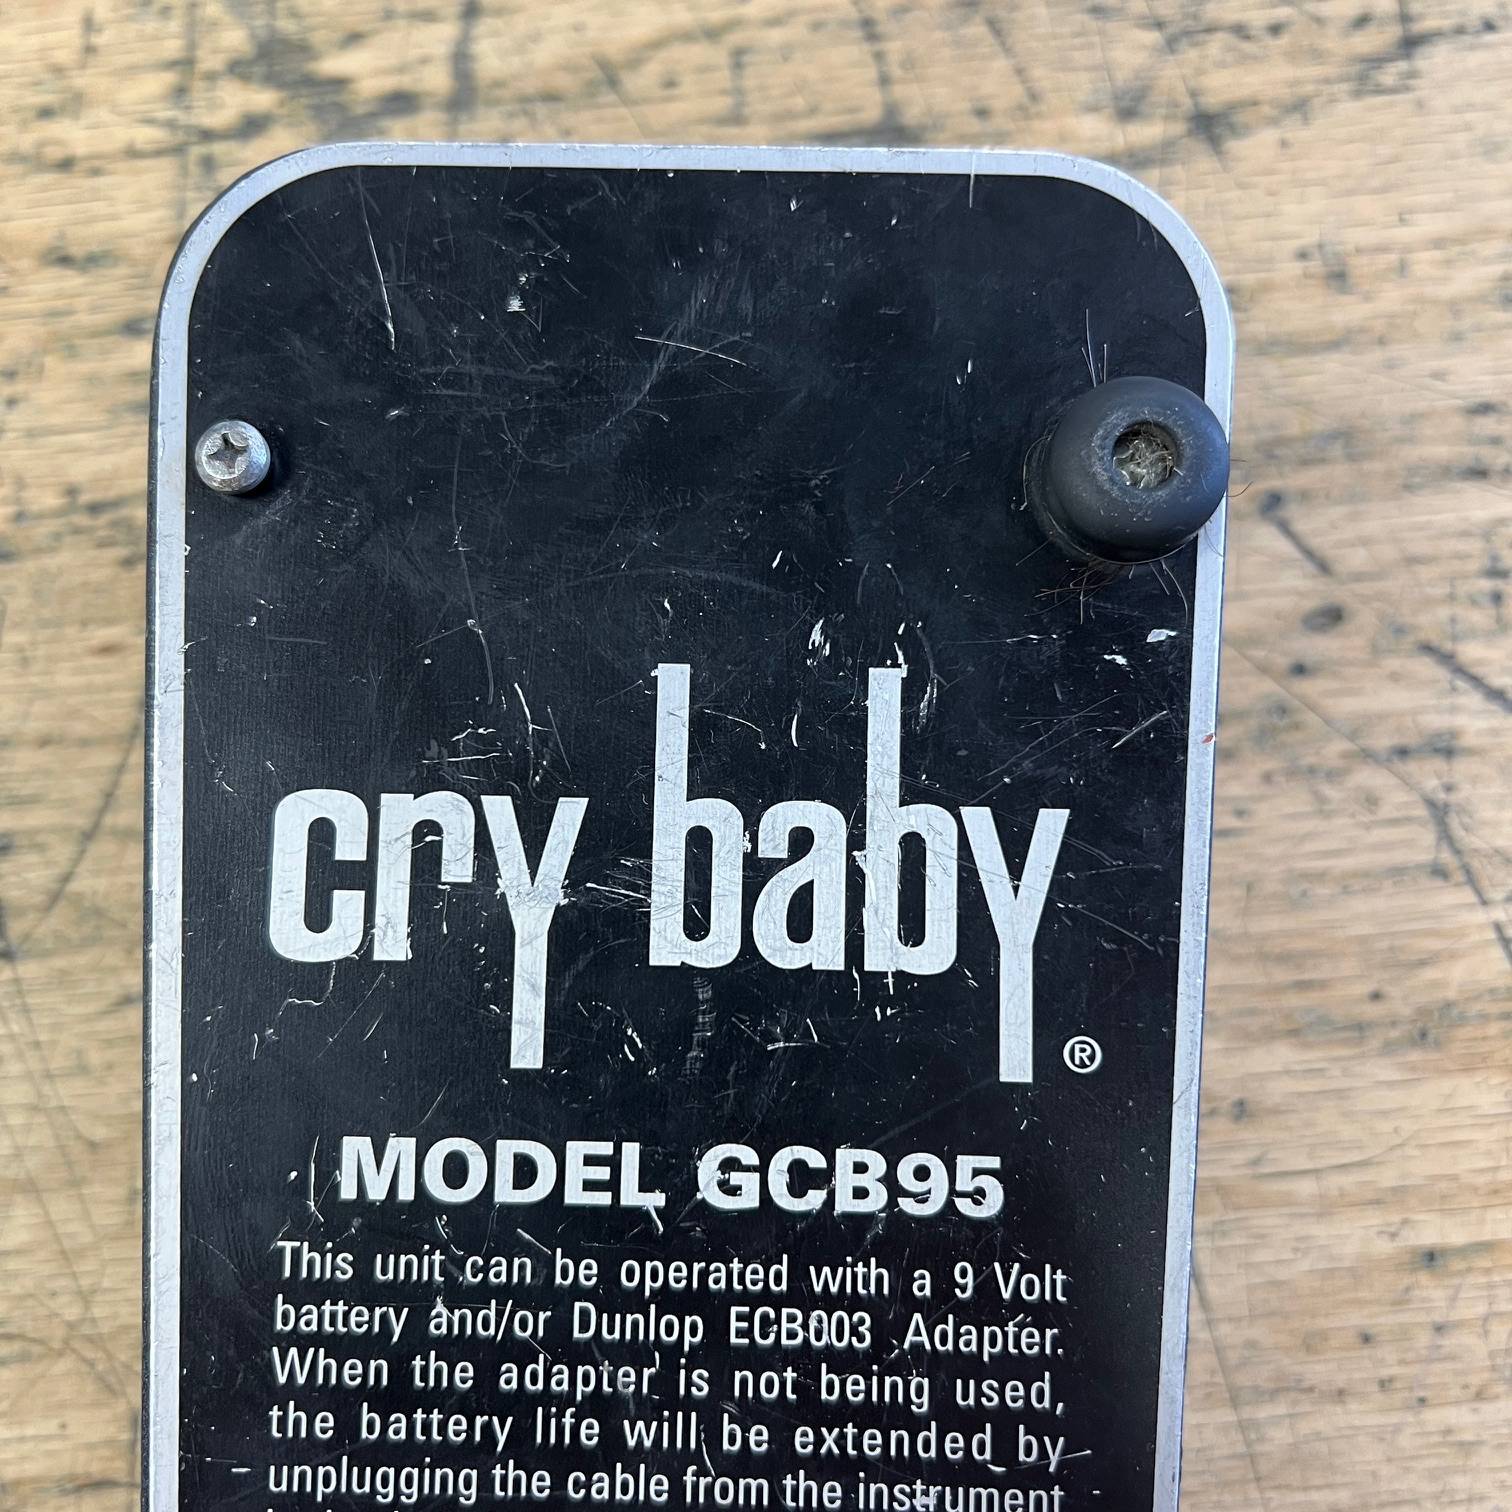 cry baby®
MODEL GCB95
This unit can be operated with a 9 Volt
battery and/or Dunlop ECB003 Adapter.
When the adapter is not being used,
the battery life will be extended by
unplugging the cable from the instrument